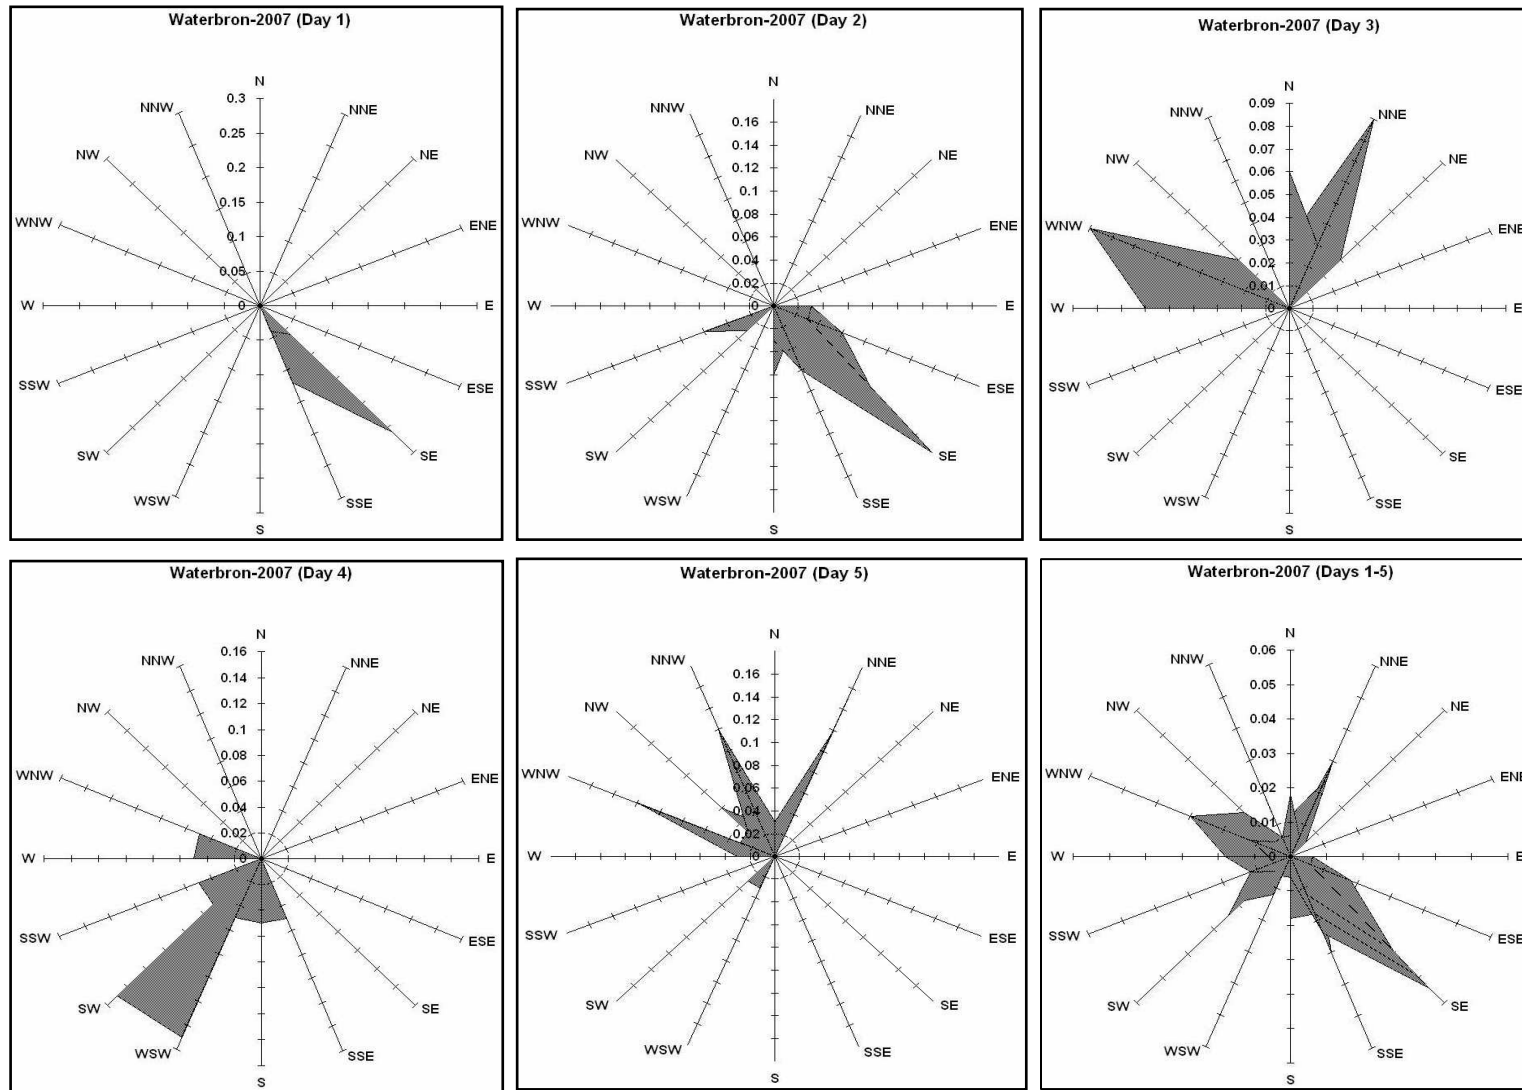 Waterbron-2007 (Day 1)
N
NNW
NNE
NW
NE
WNW
ENE
W
E
SSW
ESE
SW
SE
WSW
SSE
S
0.3
0.25
0.2
0.15
0.1
0.05
0
Waterbron-2007 (Day 2)
N
NNW
NNE
NW
NE
WNW
ENE
W
E
SSW
ESE
SW
SE
WSW
SSE
S
0.16
0.14
0.12
0.1
0.08
0.06
0.04
0.02
0
Waterbron-2007 (Day 3)
N
NNW
NNE
NW
NE
WNW
ENE
W
E
SSW
ESE
SW
SE
WSW
SSE
S
0.09
0.08
0.07
0.06
0.05
0.04
0.03
0.02
0.01
0
Waterbron-2007 (Day 4)
N
NNW
NNE
NW
NE
WNW
ENE
W
E
SSW
ESE
SW
SE
WSW
SSE
S
0.16
0.14
0.12
0.1
0.08
0.06
0.04
0.02
0
Waterbron-2007 (Day 5)
N
NNW
NNE
NW
NE
WNW
ENE
W
E
SSW
ESE
SW
SE
WSW
SSE
S
0.16
0.14
0.12
0.1
0.08
0.06
0.04
0.02
0
Waterbron-2007 (Days 1-5)
N
NNW
NNE
NW
NE
WNW
ENE
W
E
SSW
ESE
SW
SE
WSW
SSE
S
0.06
0.05
0.04
0.03
0.02
0.01
0